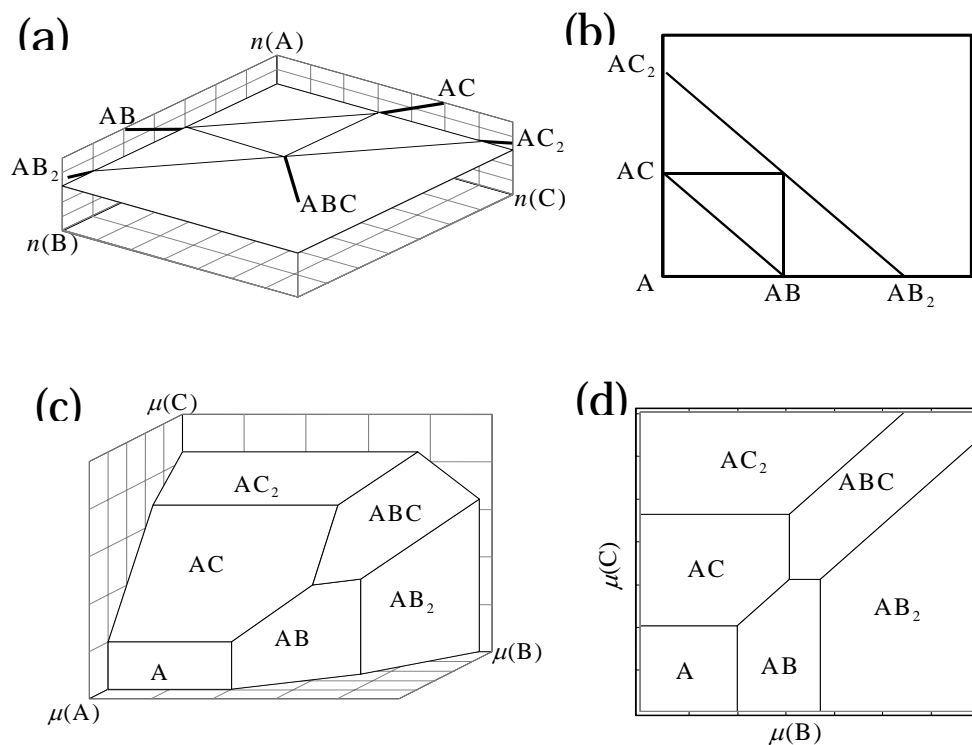 (a)
n(A)
AC
AB
AC₂
AB₂
ABC
n(C)
n(B)
(b)
AC₂
AC
A
AB
AB₂
(c)
μ(C)
AC₂
ABC
AC
AB₂
AB
A
μ(B)
μ(A)
(d)
AC₂
ABC
μ(C)
AC
AB₂
A
AB
μ(B)